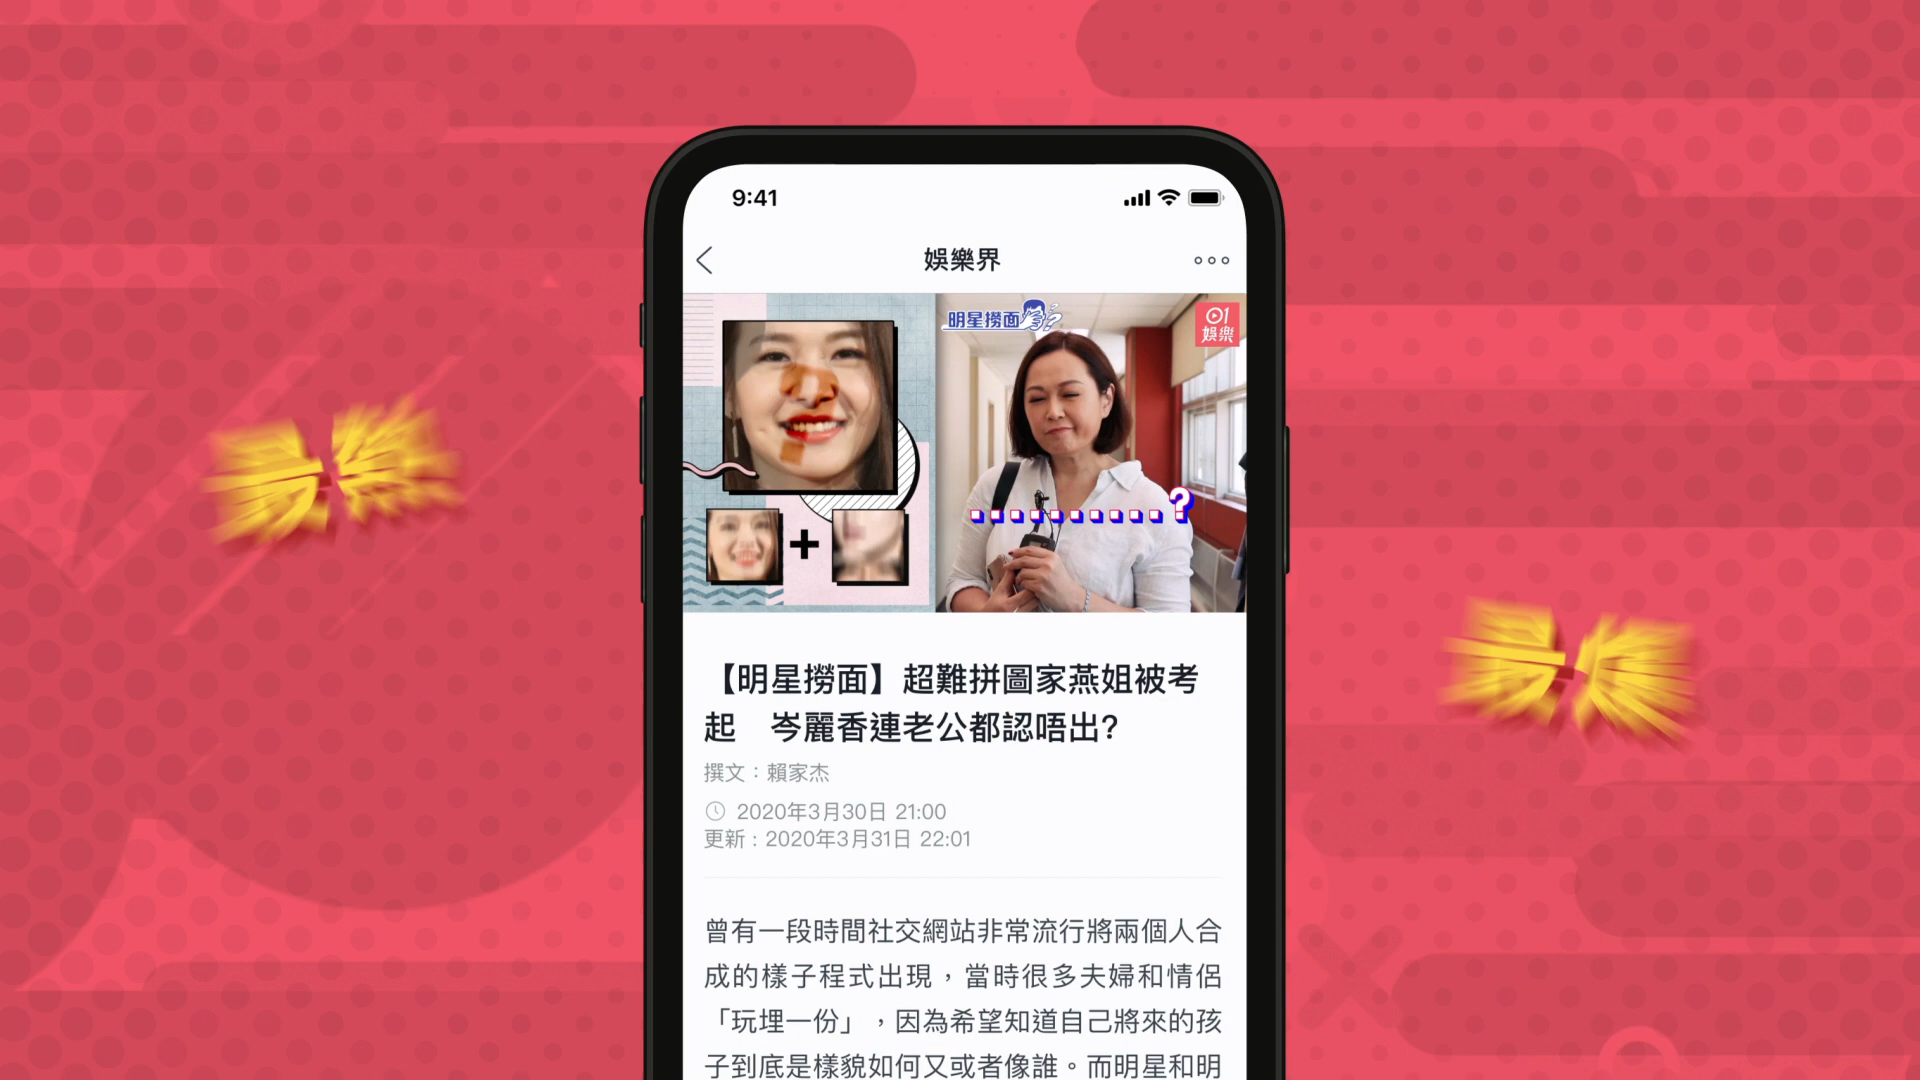 9:41
娛樂界
明星撈面
?
01
娛樂
+
?
【明星撈面】超難拼圖家燕姐被考
起 岑麗香連老公都認唔出?
撰文：賴家杰
2020年3月30日 21:00
更新：2020年3月31日 22:01
曾有一段時間社交網站非常流行將兩個人合
成的樣子程式出現，當時很多夫婦和情侶
「玩埋一份」，因為希望知道自己將來的孩
子到底是樣貌如何又或者像誰。而明星和明